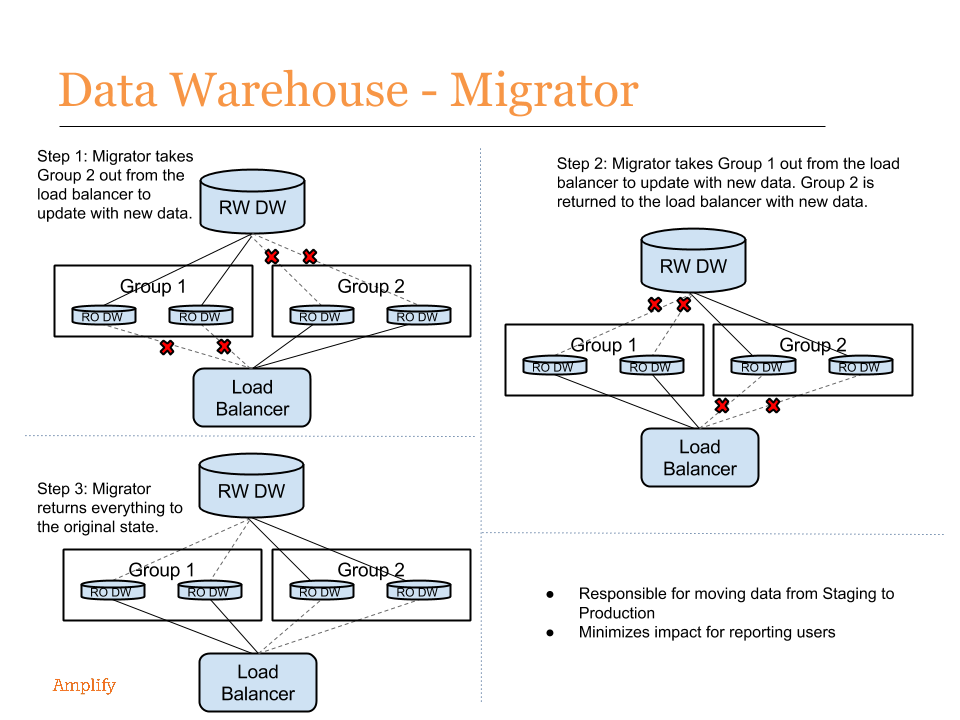 Data Warehouse - Migrator
Step 1: Migrator takes
Group 2 out from the
load balancer to
update with new data.
RW DW
Group 1
Group 2
RO DW
RO DW
RO DW
RO DW
Load
Balancer
Step 2: Migrator takes Group 1 out from the load
balancer to update with new data. Group 2 is
returned to the load balancer with new data.
RW DW
Group 1
Group 2
RO DW
RO DW
RO DW
RO DW
Load
Balancer
Step 3: Migrator
returns everything to
the original state.
RW DW
Group 1
Group 2
RO DW
RO DW
RO DW
RO DW
Load
Balancer
● Responsible for moving data from Staging to
Production
● Minimizes impact for reporting users
Amplify